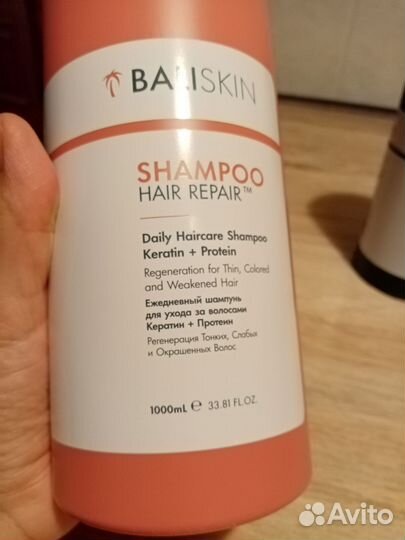 BALISKIN
SHAMPOO
HAIR REPAIR™
Daily Haircare Shampoo
Keratin + Protein
Regeneration for Thin, Colored
and Weakened Hair
Ежедневный шампунь
для ухода за волосами
Кератин + Протеин
Регенерация Тонких, Слабых
и Окрашенных Волос
1000mL ℮ 33.81 FL.OZ.
Avito